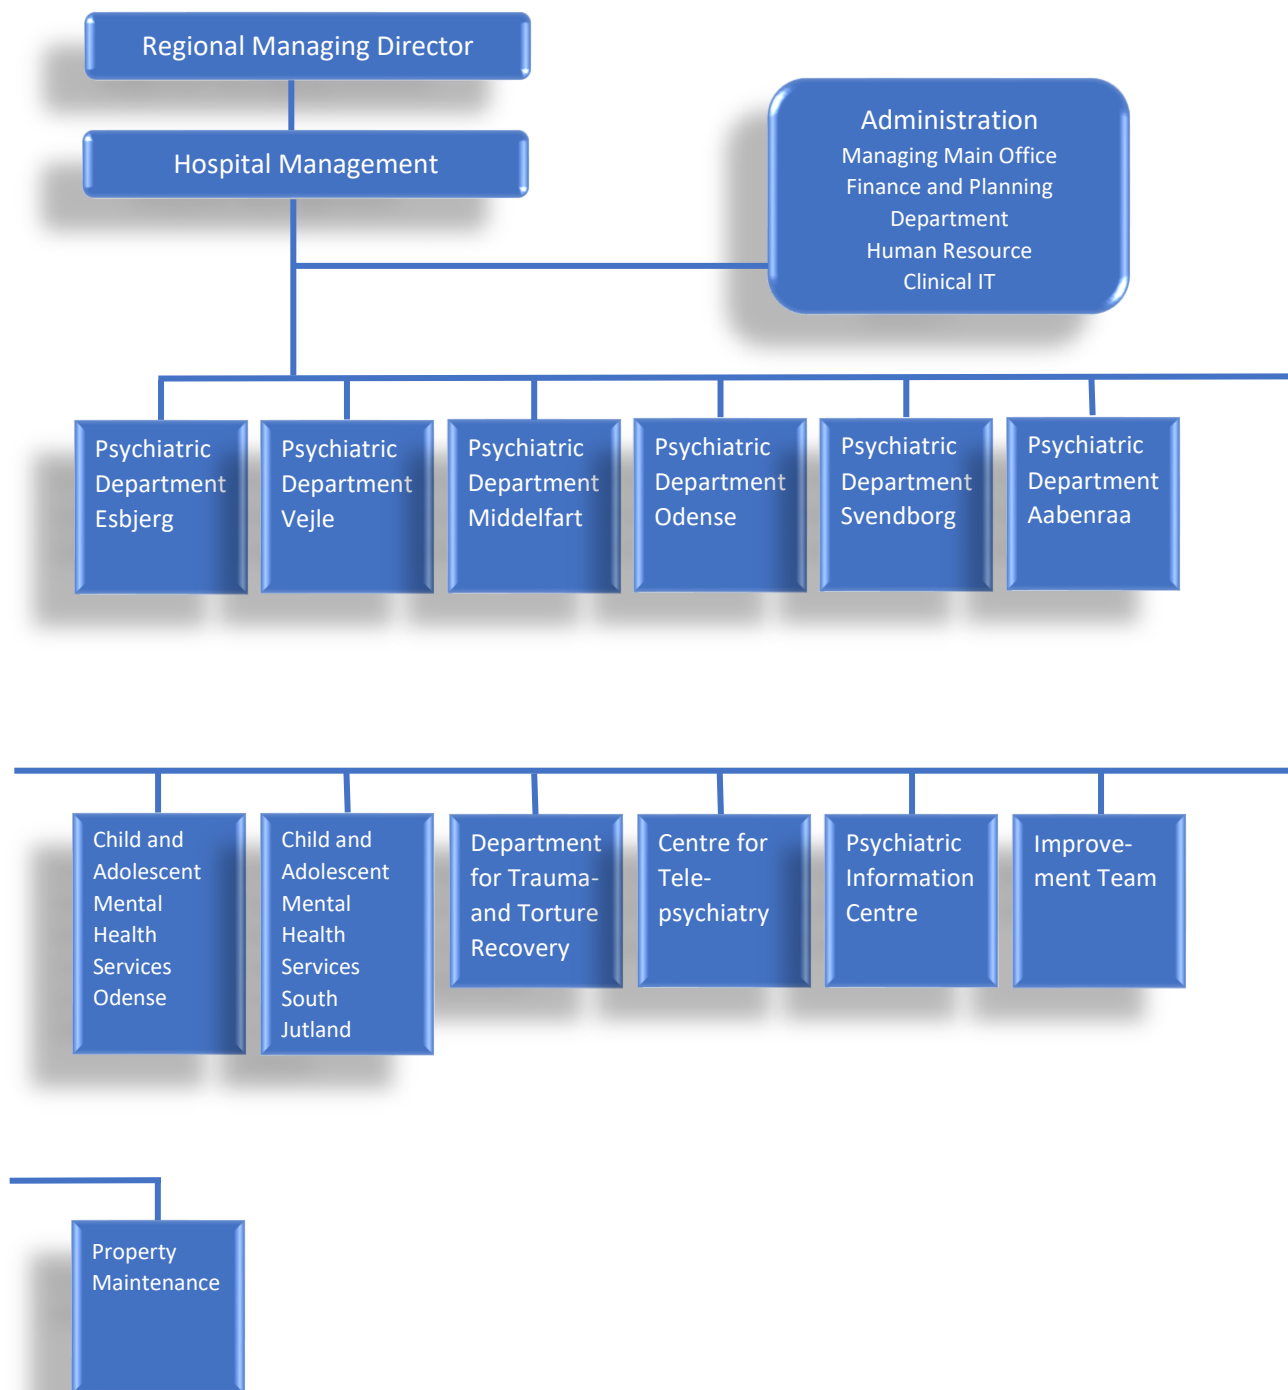 Regional Managing Director
Hospital Management
Administration
Managing Main Office
Finance and Planning
Department
Human Resource
Clinical IT
Psychiatric
Department
Esbjerg
Psychiatric
Department
Vejle
Psychiatric
Department
Middelfart
Psychiatric
Department
Odense
Psychiatric
Department
Svendborg
Psychiatric
Department
Aabenraa
Child and
Adolescent
Mental
Health
Services
Odense
Child and
Adolescent
Mental
Health
Services
South
Jutland
Department
for Trauma-
and Torture
Recovery
Centre for
Tele-
psychiatry
Psychiatric
Information
Centre
Improve-
ment Team
Property
Maintenance